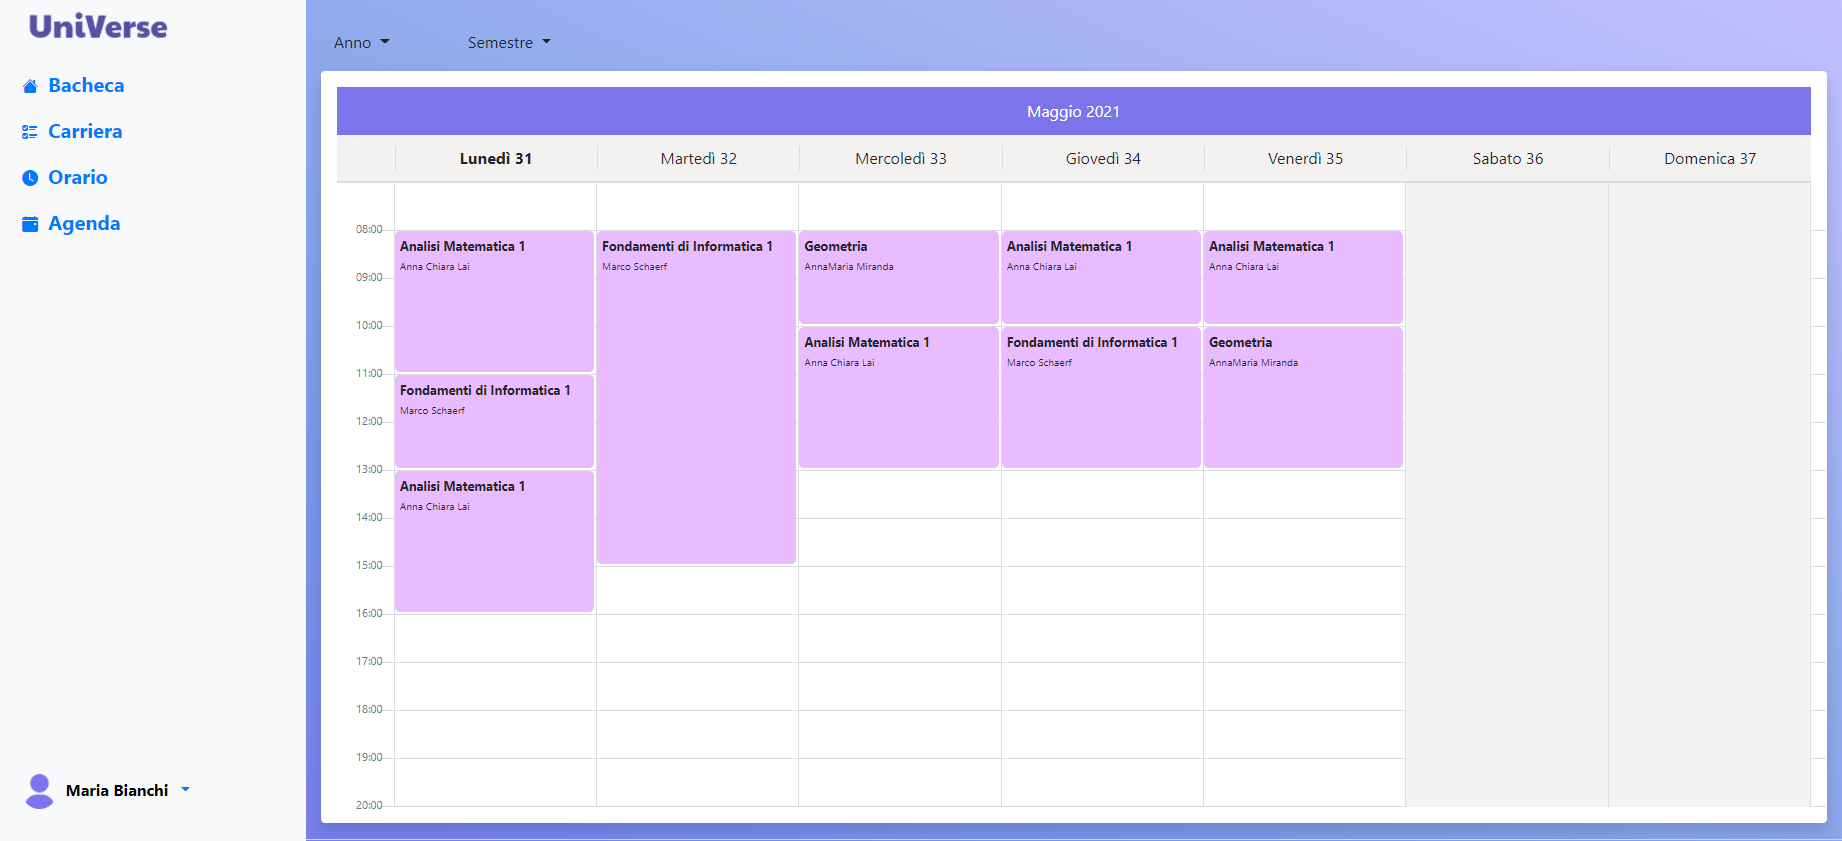 UniVerse
Bacheca
Carriera
Orario
Agenda
Maria Bianchi
Anno
Semestre
Maggio 2021
Lunedì 31
Martedì 32
Mercoledì 33
Giovedì 34
Venerdì 35
Sabato 36
Domenica 37
08:00
09:00
10:00
11:00
12:00
13:00
14:00
15:00
16:00
17:00
18:00
19:00
20:00
Analisi Matematica 1
Anna Chiara Lai
Fondamenti di Informatica 1
Marco Schaerf
Analisi Matematica 1
Anna Chiara Lai
Fondamenti di Informatica 1
Marco Schaerf
Geometria
AnnaMaria Miranda
Analisi Matematica 1
Anna Chiara Lai
Analisi Matematica 1
Anna Chiara Lai
Fondamenti di Informatica 1
Marco Schaerf
Analisi Matematica 1
Anna Chiara Lai
Geometria
AnnaMaria Miranda